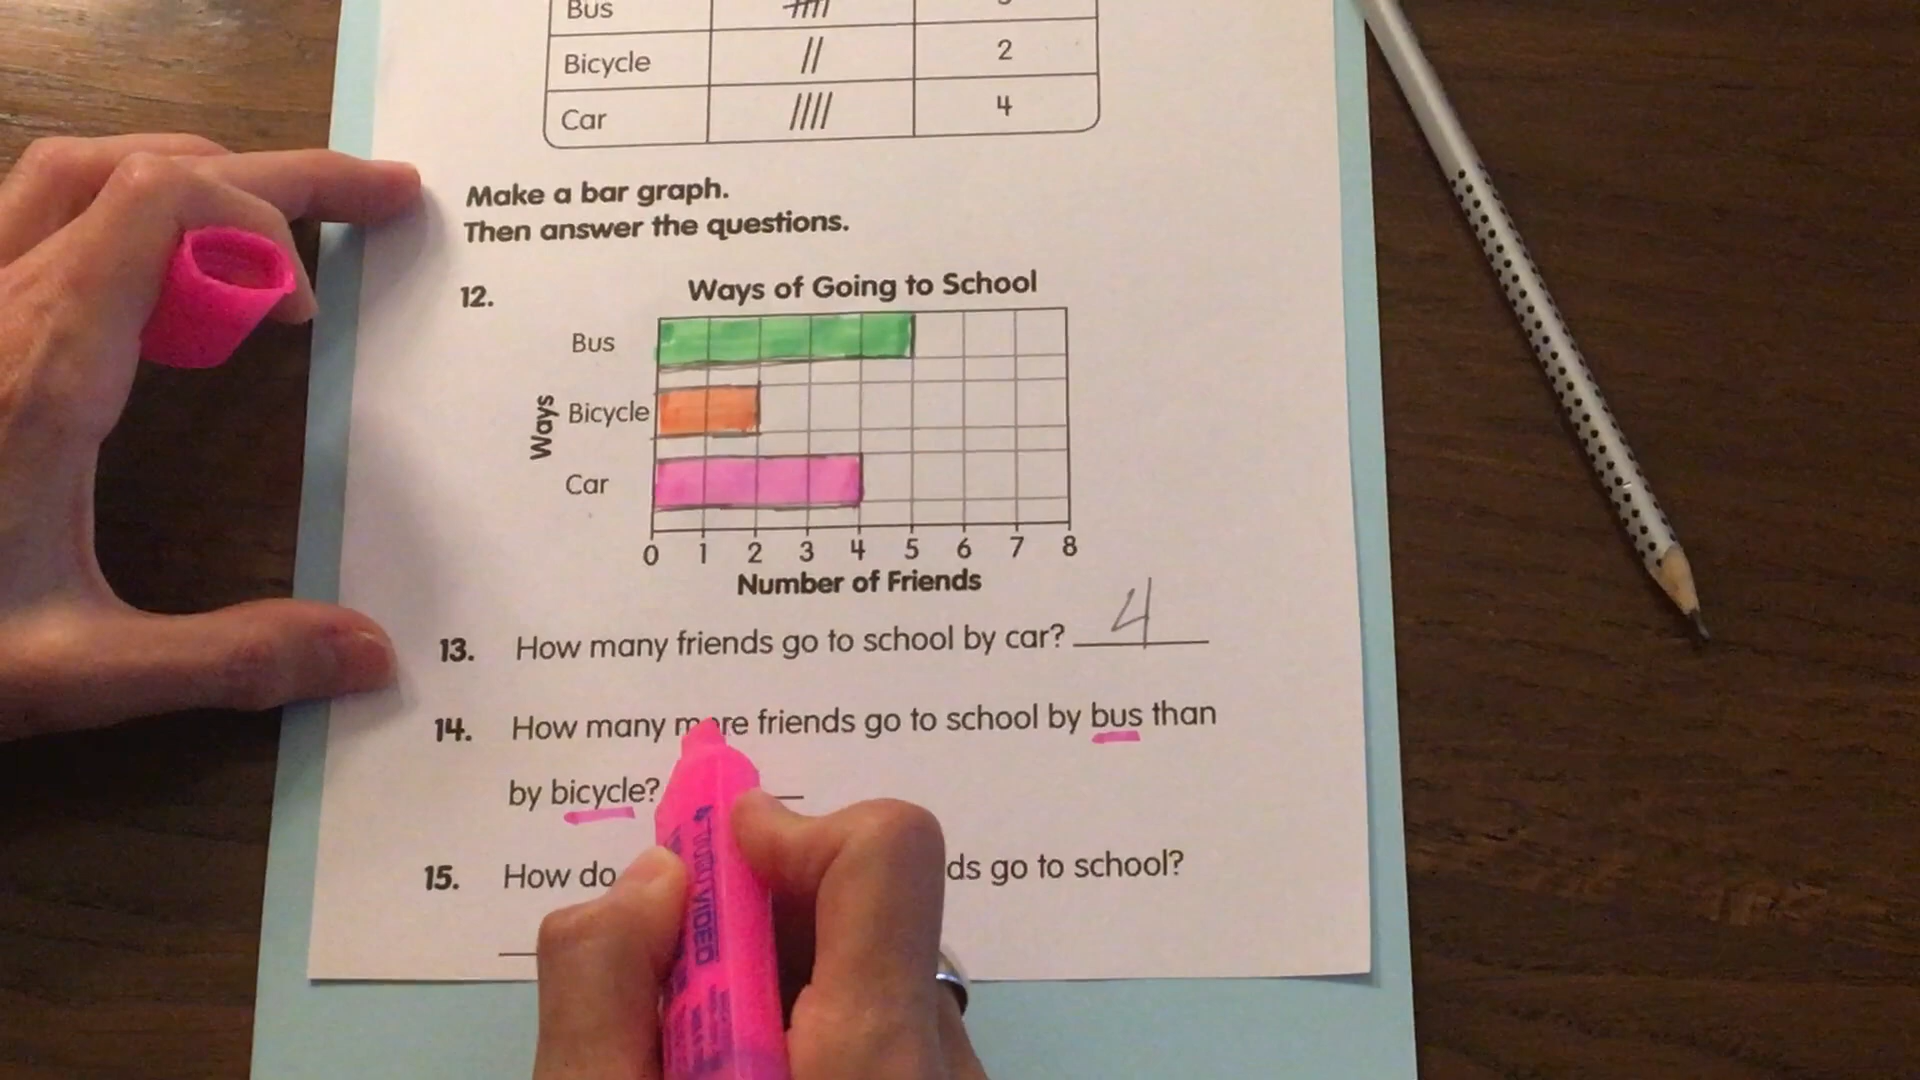 Bus 𝍸
Bicycle || 2
Car |||| 4
Make a bar graph.
Then answer the questions.
12. Ways of Going to School
Bus
Ways
Bicycle
Car
0 1 2 3 4 5 6 7 8
Number of Friends
13. How many friends go to school by car? 4
14. How many more friends go to school by bus than
by bicycle?
15. How do ds go to school?
VIDEO